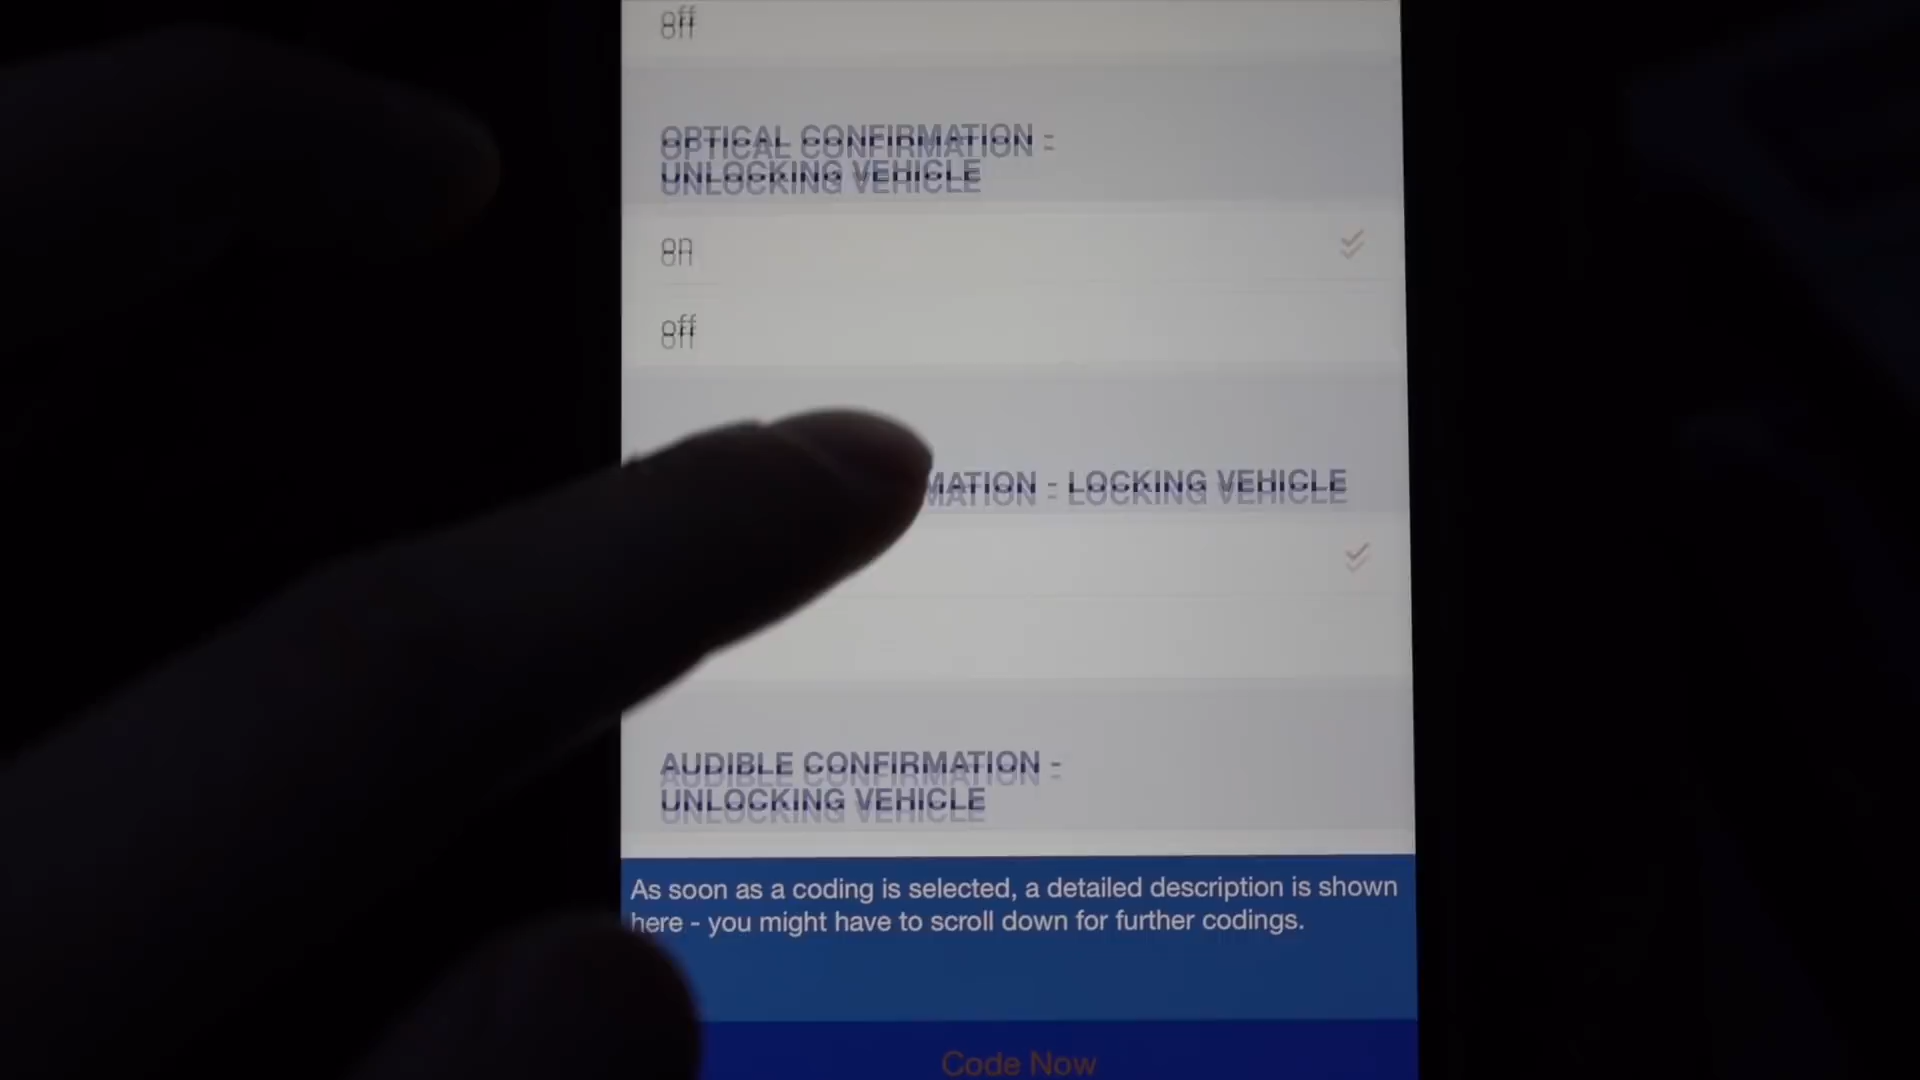 Off
OPTICAL CONFIRMATION -
UNLOCKING VEHICLE
On
Off
MATION - LOCKING VEHICLE
AUDIBLE CONFIRMATION -
UNLOCKING VEHICLE
As soon as a coding is selected, a detailed description is shown
here - you might have to scroll down for further codings.
Code Now